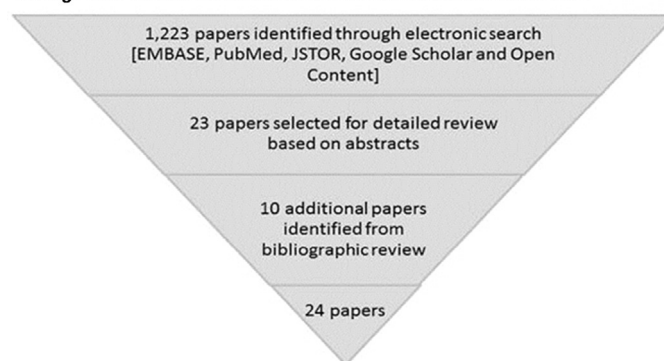 1,223 papers identified through electronic search
[EMBASE, PubMed, JSTOR, Google Scholar and Open
Content]
23 papers selected for detailed review
based on abstracts
10 additional papers
identified from
bibliographic review
24 papers